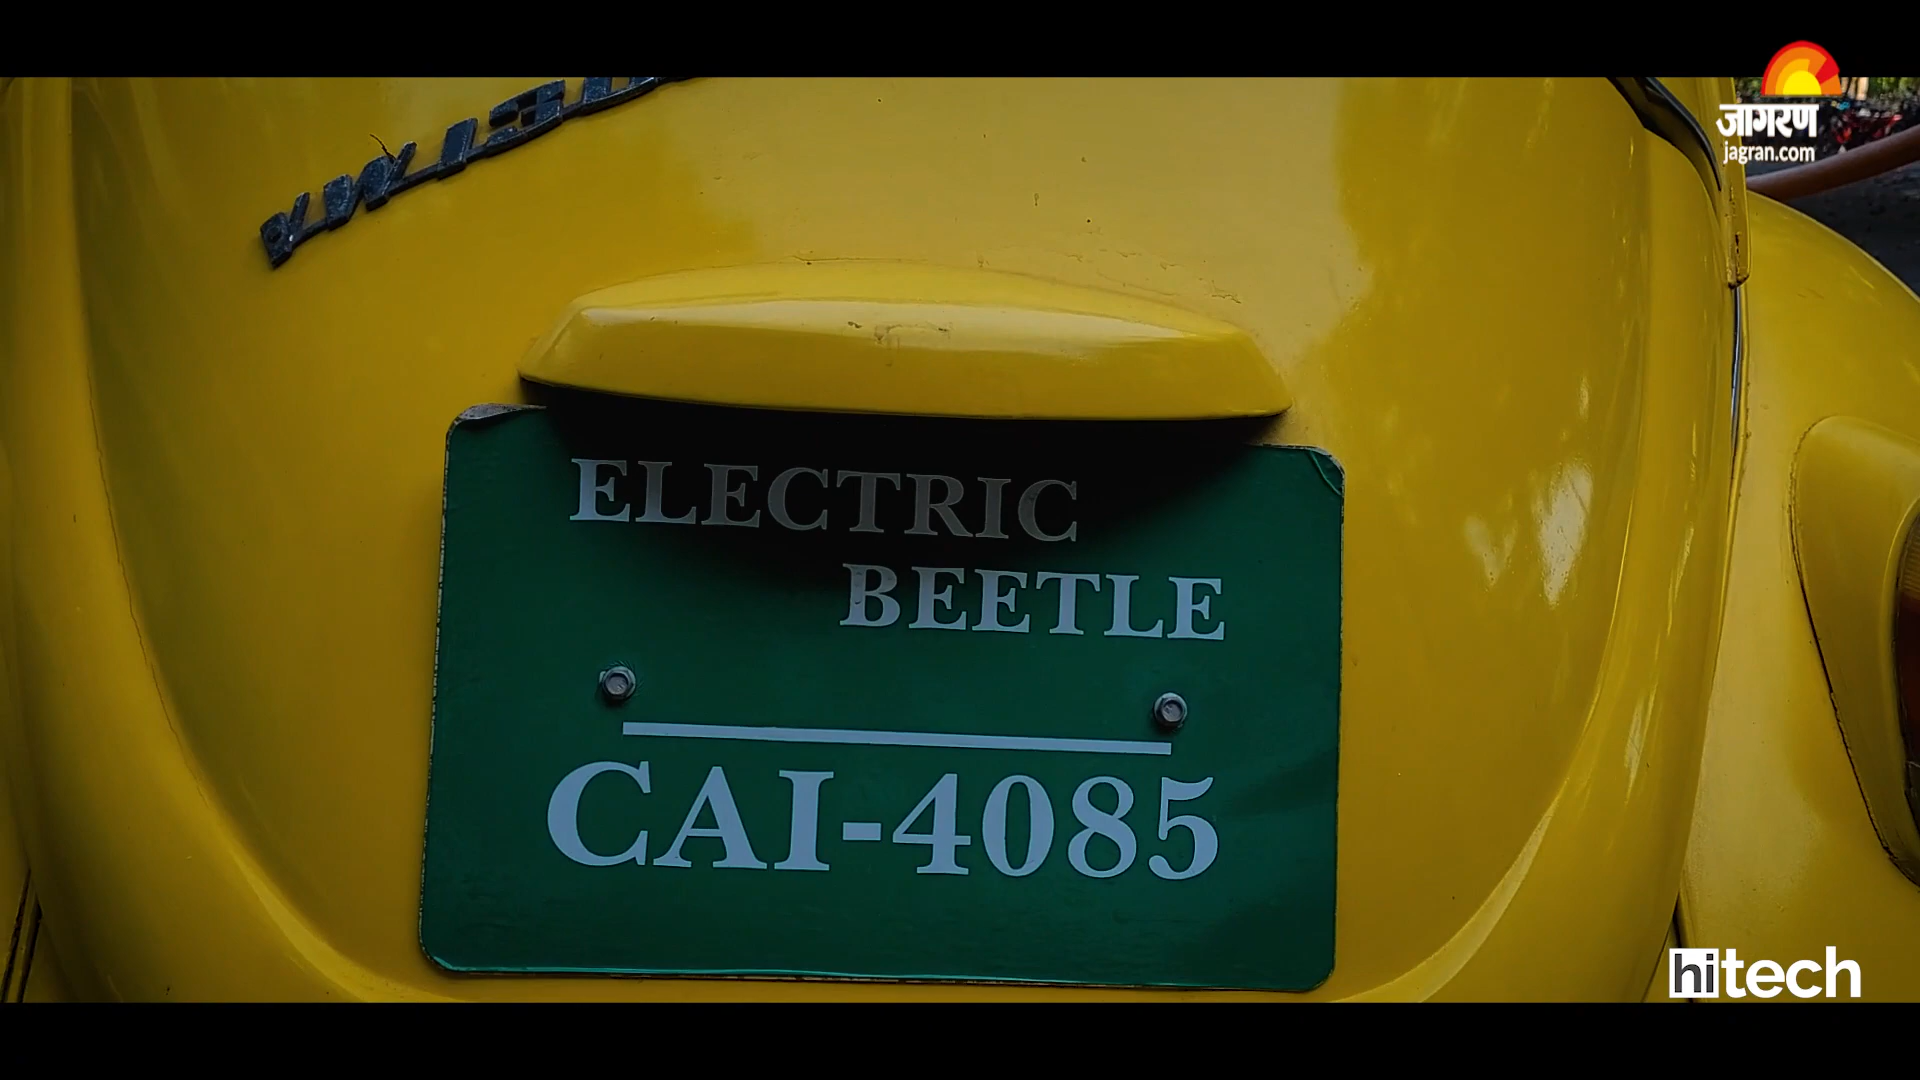 जागरण
jagran.com
ELECTRIC
BEETLE
CAI-4085
hitech